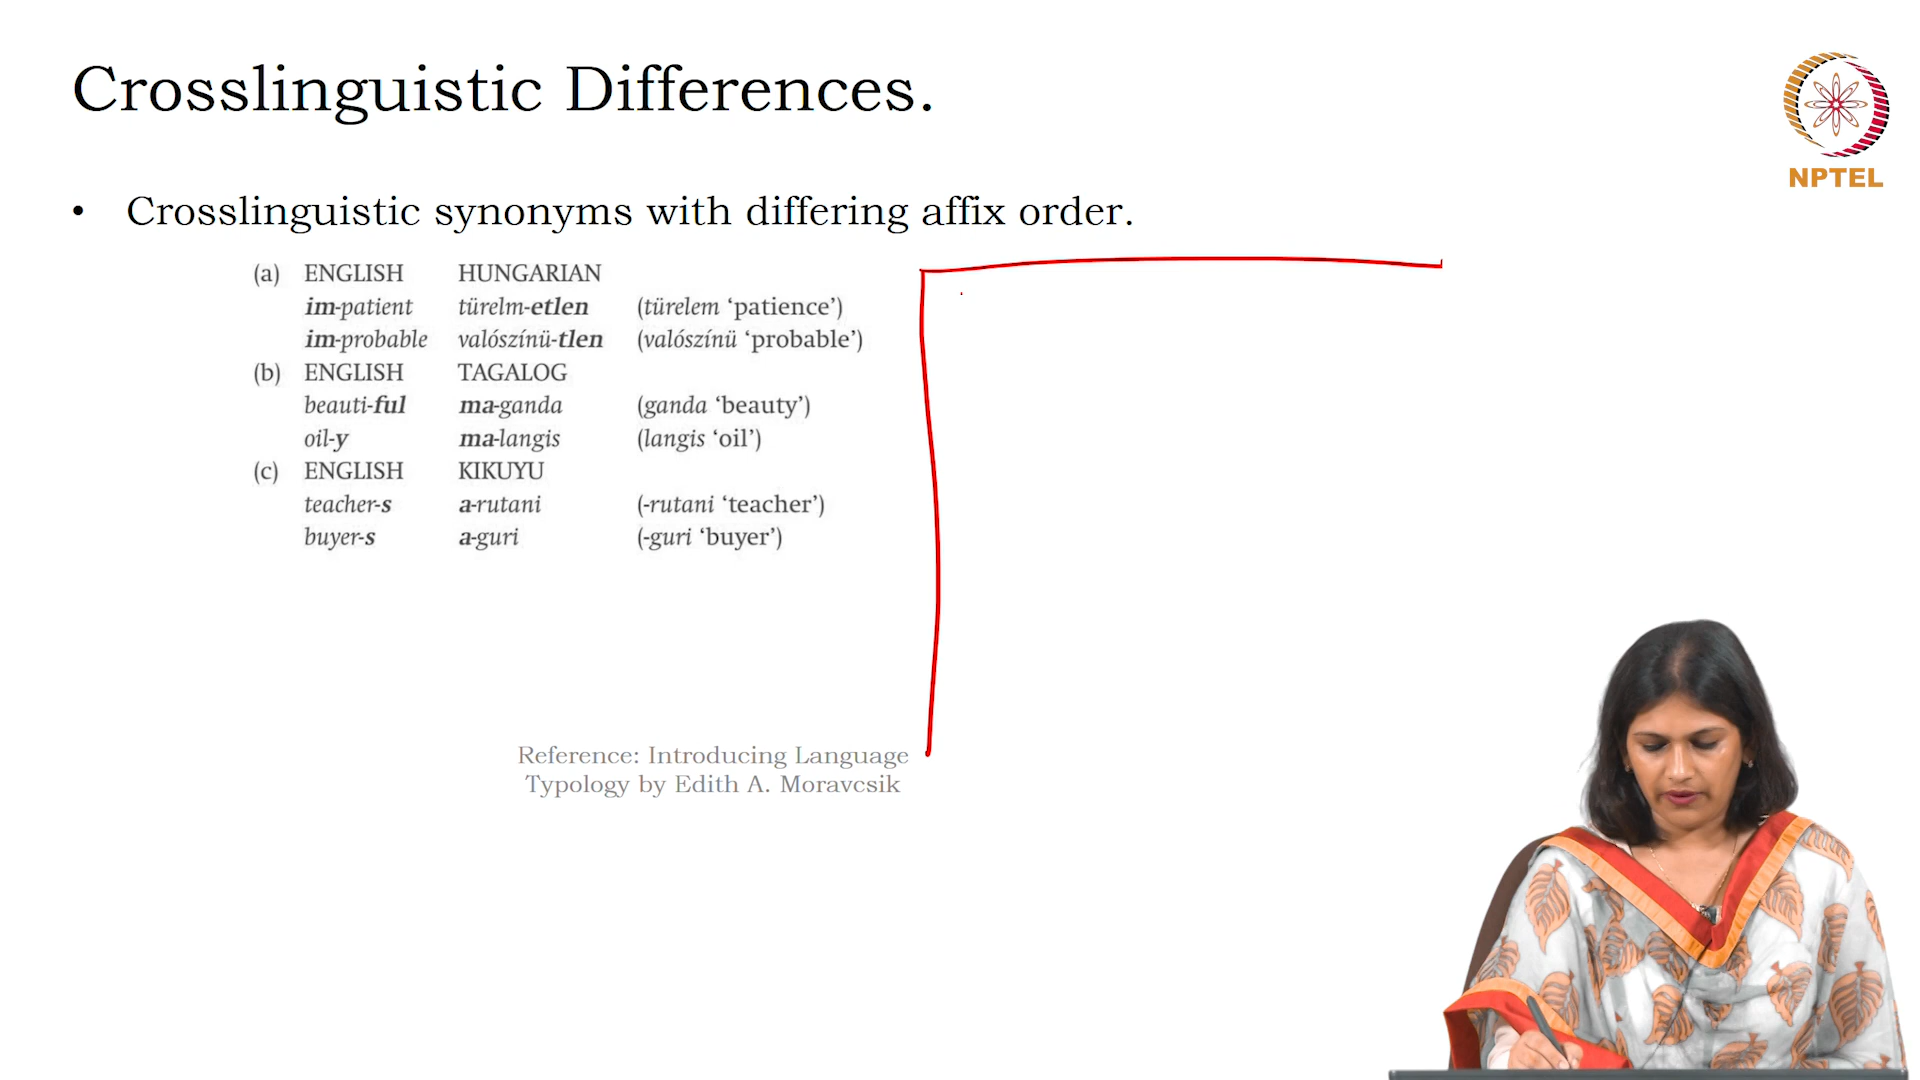 Crosslinguistic Differences.
NPTEL
• Crosslinguistic synonyms with differing affix order.
(a) ENGLISH HUNGARIAN
im-patient türelm-etlen (türelem ‘patience’)
im-probable valószínü-tlen (valószínü ‘probable’)
(b) ENGLISH TAGALOG
beauti-ful ma-ganda (ganda ‘beauty’)
oil-y ma-langis (langis ‘oil’)
(c) ENGLISH KIKUYU
teacher-s a-rutani (-rutani ‘teacher’)
buyer-s a-guri (-guri ‘buyer’)
Reference: Introducing Language
Typology by Edith A. Moravcsik